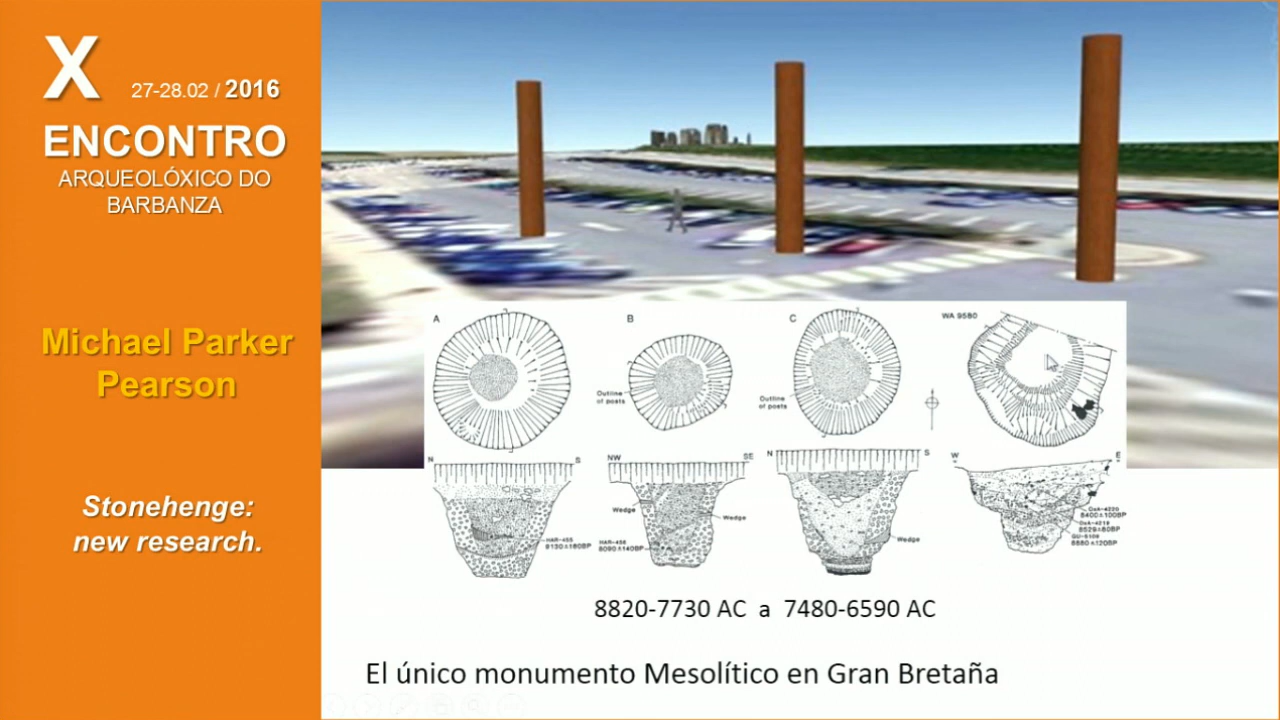 X
27-28.02 / 2016
ENCONTRO
ARQUEOLÓXICO DO
BARBANZA
Michael Parker
Pearson
Stonehenge:
new research.
A
B
C
WA 9580
Outline
of posts
Outline
of posts
N
S
NW
SE
N
S
W
E
Wedge
Wedge
Wedge
HAR-455
9130±180BP
HAR-456
8090±140BP
OxA-4220
8400±100BP
OxA-4219
8520±80BP
GU-5109
8880±120BP
8820-7730 AC a 7480-6590 AC
El único monumento Mesolítico en Gran Bretaña